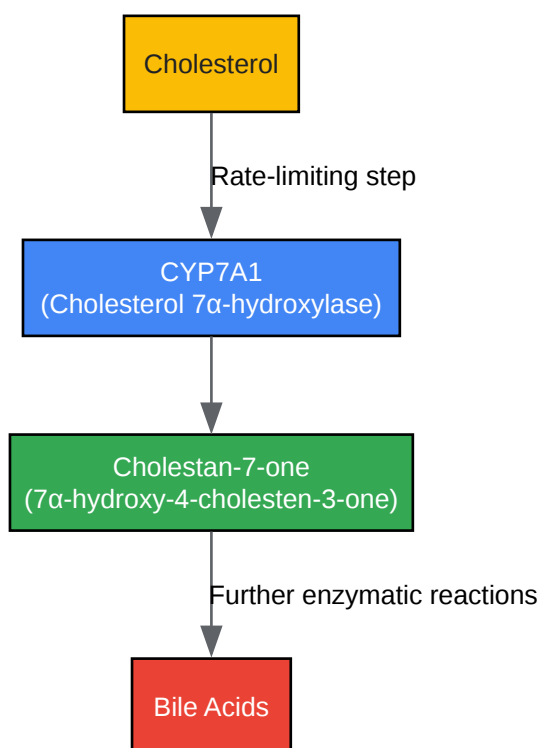 Cholesterol
Rate-limiting step
CYP7A1
(Cholesterol 7α-hydroxylase)
Cholestan-7-one
(7α-hydroxy-4-cholesten-3-one)
Further enzymatic reactions
Bile Acids